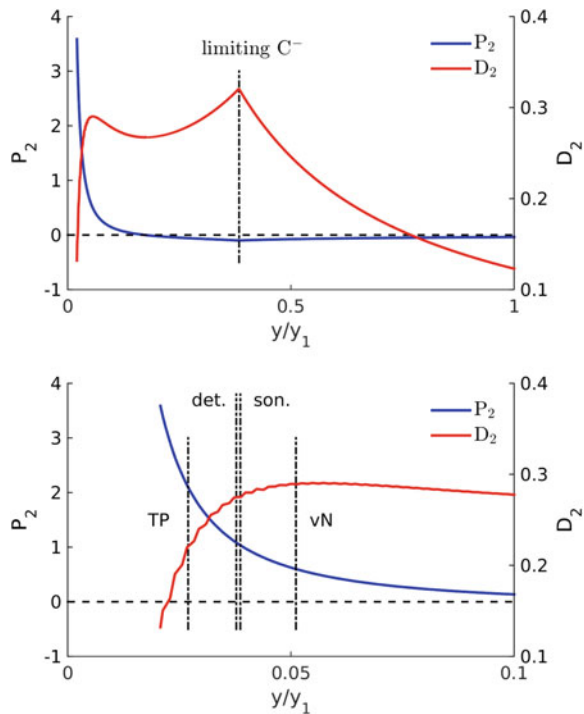 limiting C⁻
P₂
D₂
4
3
2
1
0
-1
P₂
0.4
0.3
0.2
0.1
D₂
0
0.5
1
y/y₁
det.
son.
TP
vN
P₂
D₂
4
3
2
1
0
-1
P₂
0.4
0.3
0.2
0.1
D₂
0
0.05
0.1
y/y₁